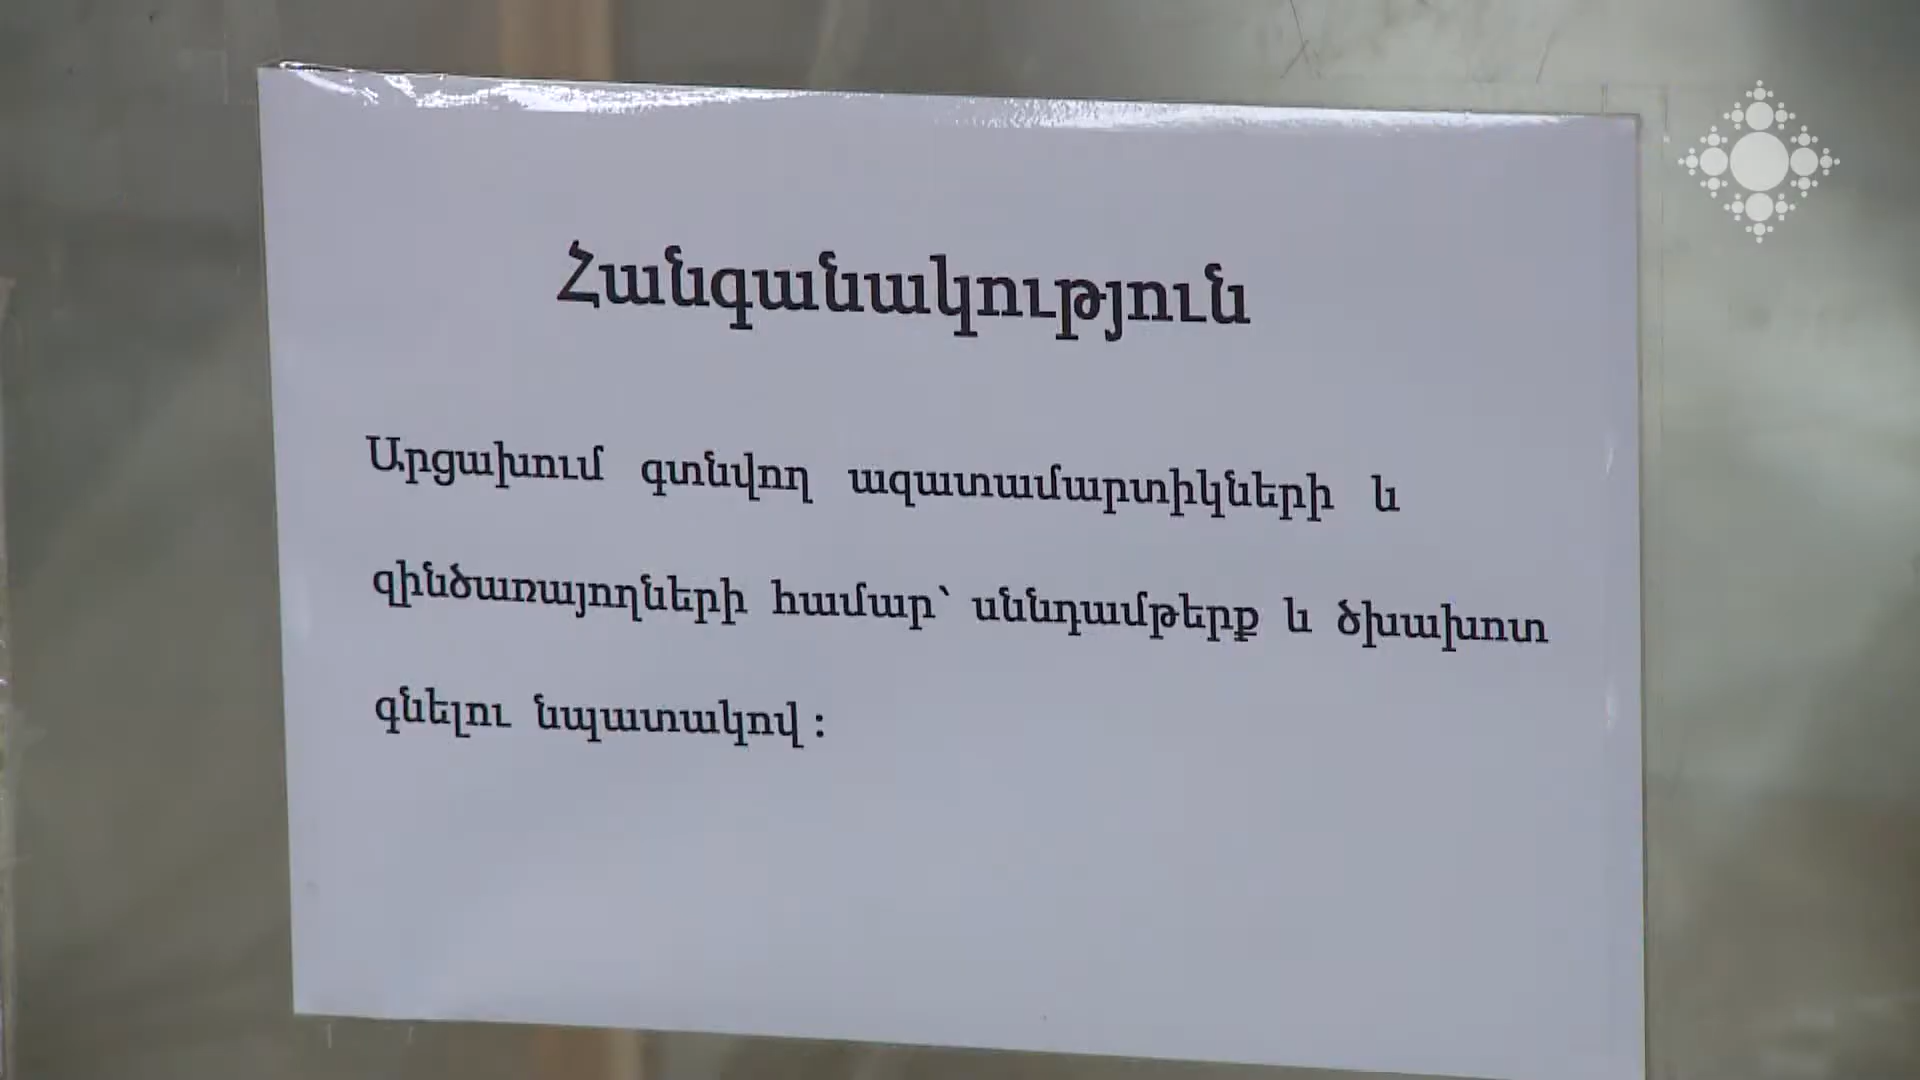 Հանգանակություն
Արցախում գտնվող ազատամարտիկների և
զինծառայողների համար՝ սննդամթերք և ծխախոտ
գնելու նպատակով: